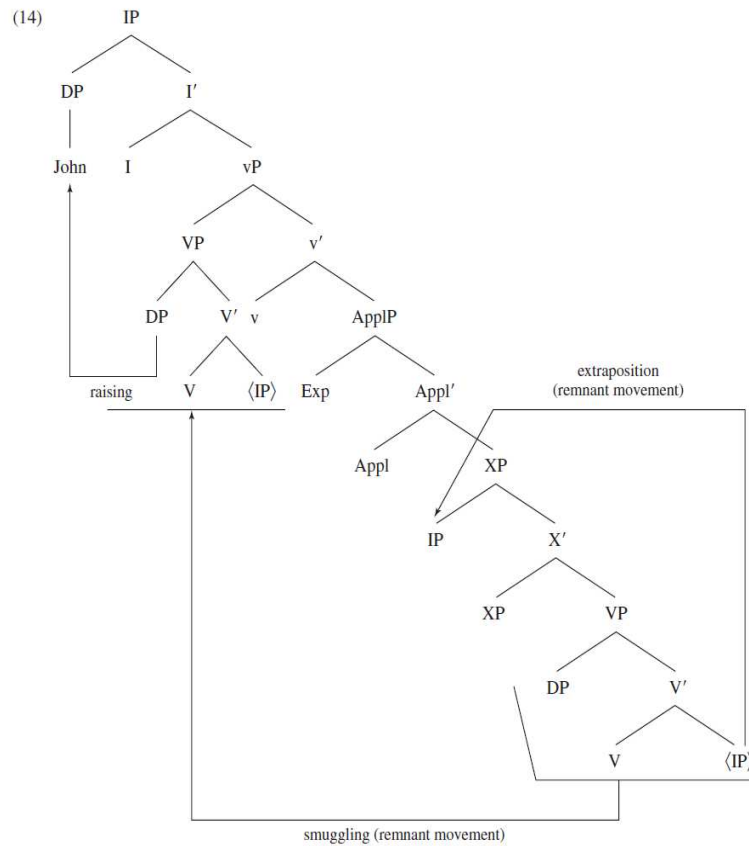 (14) IP
DP I′
John I vP
VP v′
DP V′ v ApplP
extraposition
raising V ⟨IP⟩ Exp Appl′ (remnant movement)
Appl XP
IP X′
XP VP
DP V′
V ⟨IP⟩
smuggling (remnant movement)